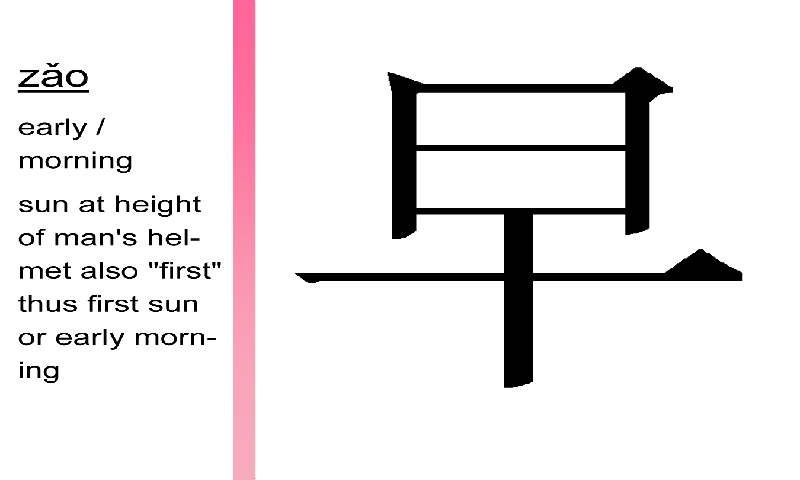 zǎo
early /
morning
sun at height
of man's hel-
met also "first"
thus first sun
or early morn-
ing
早